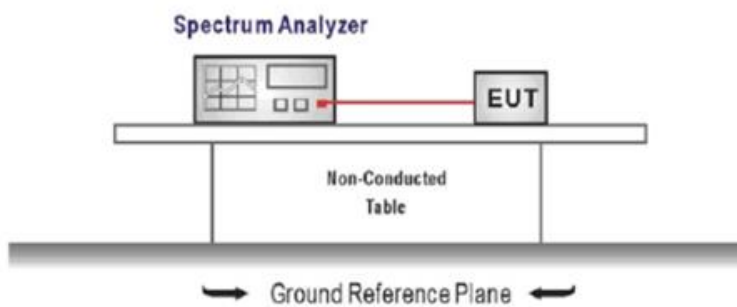 Spectrum Analyzer
EUT
Non-Conducted
Table
Ground Reference Plane